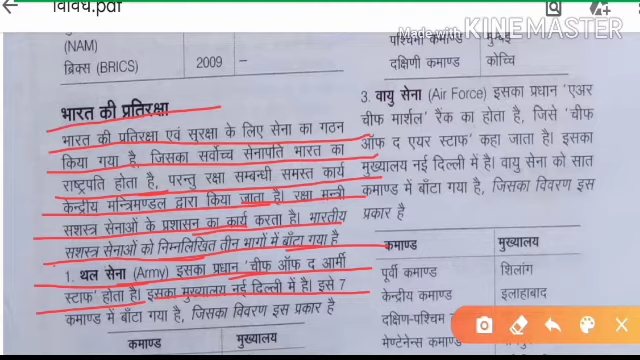 विविध.pdf
Made with KINEMASTER
(NAM)
ब्रिक्स (BRICS) 2009 –
भारत की प्रतिरक्षा
भारत की प्रतिरक्षा एवं सुरक्षा के लिए सेना का गठन
किया गया है, जिसका सर्वोच्च सेनापति भारत का
राष्ट्रपति होता है, परन्तु रक्षा सम्बन्धी समस्त कार्य
केन्द्रीय मन्त्रिमण्डल द्वारा किया जाता है। रक्षा मन्त्री
सशस्त्र सेनाओं के प्रशासन का कार्य करता है। भारतीय
सशस्त्र सेनाओं को निम्नलिखित तीन भागों में बाँटा गया है
1. थल सेना (Army) इसका प्रधान 'चीफ ऑफ द आर्मी
स्टाफ' होता है। इसका मुख्यालय नई दिल्ली में है। इसे 7
कमाण्ड में बाँटा गया है, जिसका विवरण इस प्रकार है
कमाण्ड मुख्यालय
पश्चिमी कमाण्ड मुम्बई
दक्षिणी कमाण्ड कोच्चि
3. वायु सेना (Air Force) इसका प्रधान 'एअर
चीफ मार्शल' रैंक का होता है, जिसे 'चीफ
ऑफ द एयर स्टाफ' कहा जाता है। इसका
मुख्यालय नई दिल्ली में है। वायु सेना को सात
कमाण्ड में बाँटा गया है, जिसका विवरण इस
प्रकार है
कमाण्ड मुख्यालय
पूर्वी कमाण्ड शिलांग
केन्द्रीय कमाण्ड इलाहाबाद
दक्षिण-पश्चिम
मेण्टेनेन्स कमाण्ड